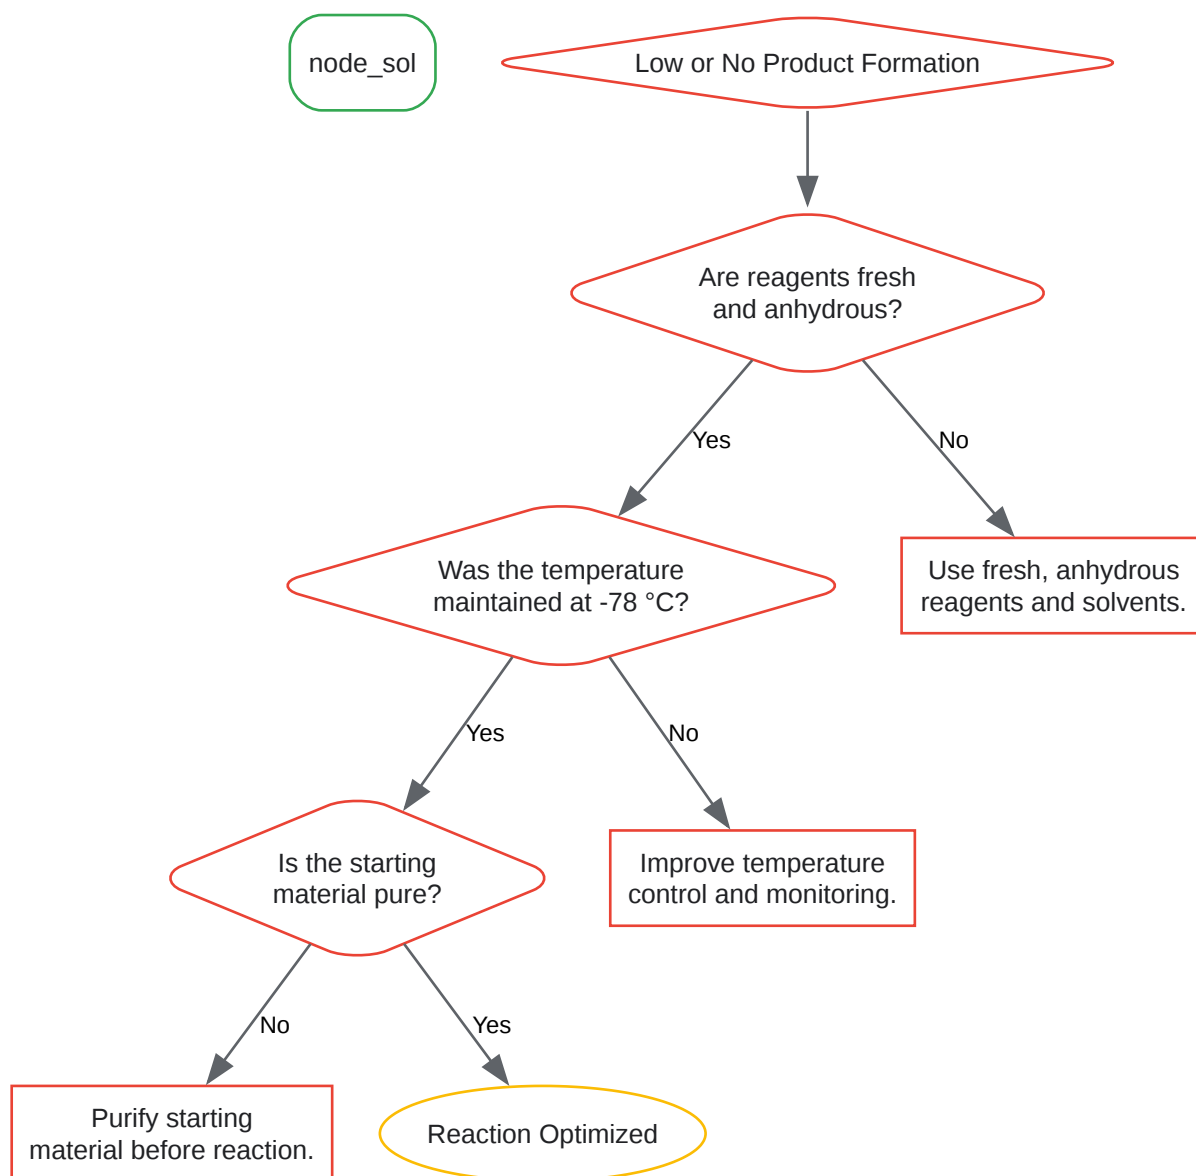 node_sol
Low or No Product Formation
Are reagents fresh
and anhydrous?
Yes
No
Was the temperature
maintained at -78 °C?
Use fresh, anhydrous
reagents and solvents.
Yes
No
Is the starting
material pure?
Improve temperature
control and monitoring.
No
Yes
Purify starting
material before reaction.
Reaction Optimized